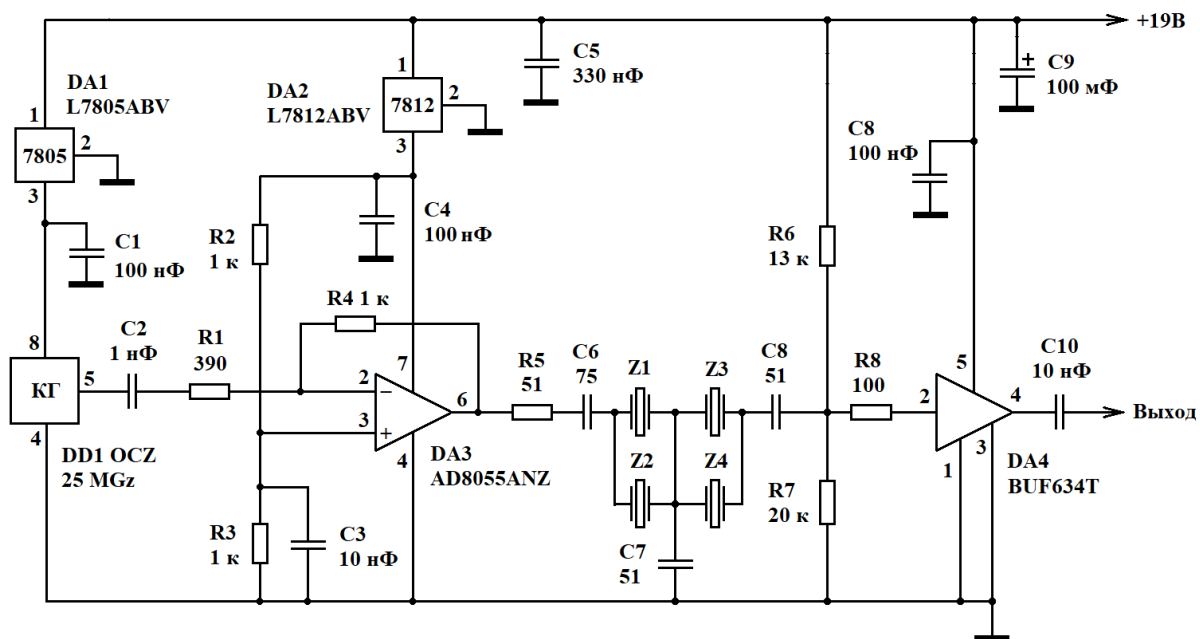 +19В
DA1
L7805ABV
1
7805
2
3
C1
100 нФ
DA2
L7812ABV
1
7812
2
3
C4
100 нФ
C5
330 нФ
C9
+
100 мФ
C8
100 нФ
R2
1 к
R6
13 к
R4 1 к
8
КГ
5
4
DD1 OCZ
25 MGz
C2
1 нФ
R1
390
2
−
3
+
7
6
4
DA3
AD8055ANZ
R3
1 к
C3
10 нФ
R5
51
C6
75
Z1
Z3
Z2
Z4
C7
51
C8
51
R8
100
R7
20 к
2
5
4
1
3
DA4
BUF634T
C10
10 нФ
Выход